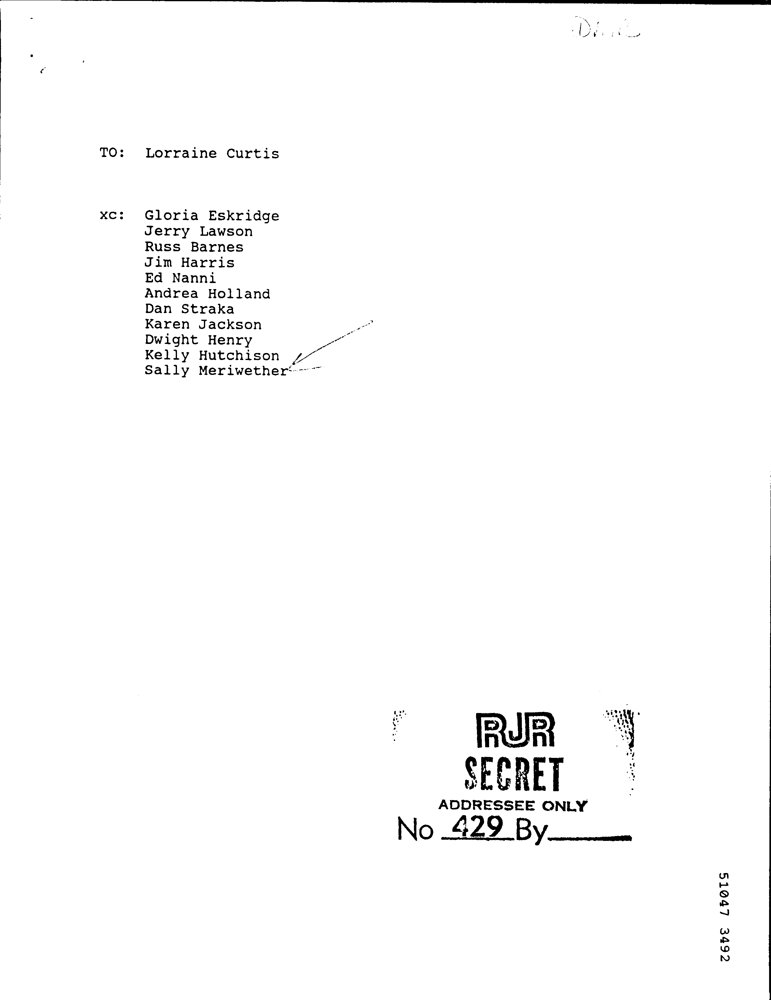 TO: Lorraine Curtis
xc: Gloria Eskridge
Jerry Lawson
Russ Barnes
Jim Harris
Ed Nanni
Andrea Holland
Dan Straka
Karen Jackson
Dwight Henry
Kelly Hutchison
Sally Meriwether
RJR
SECRET
ADDRESSEE ONLY
No 429 By
51047 3492